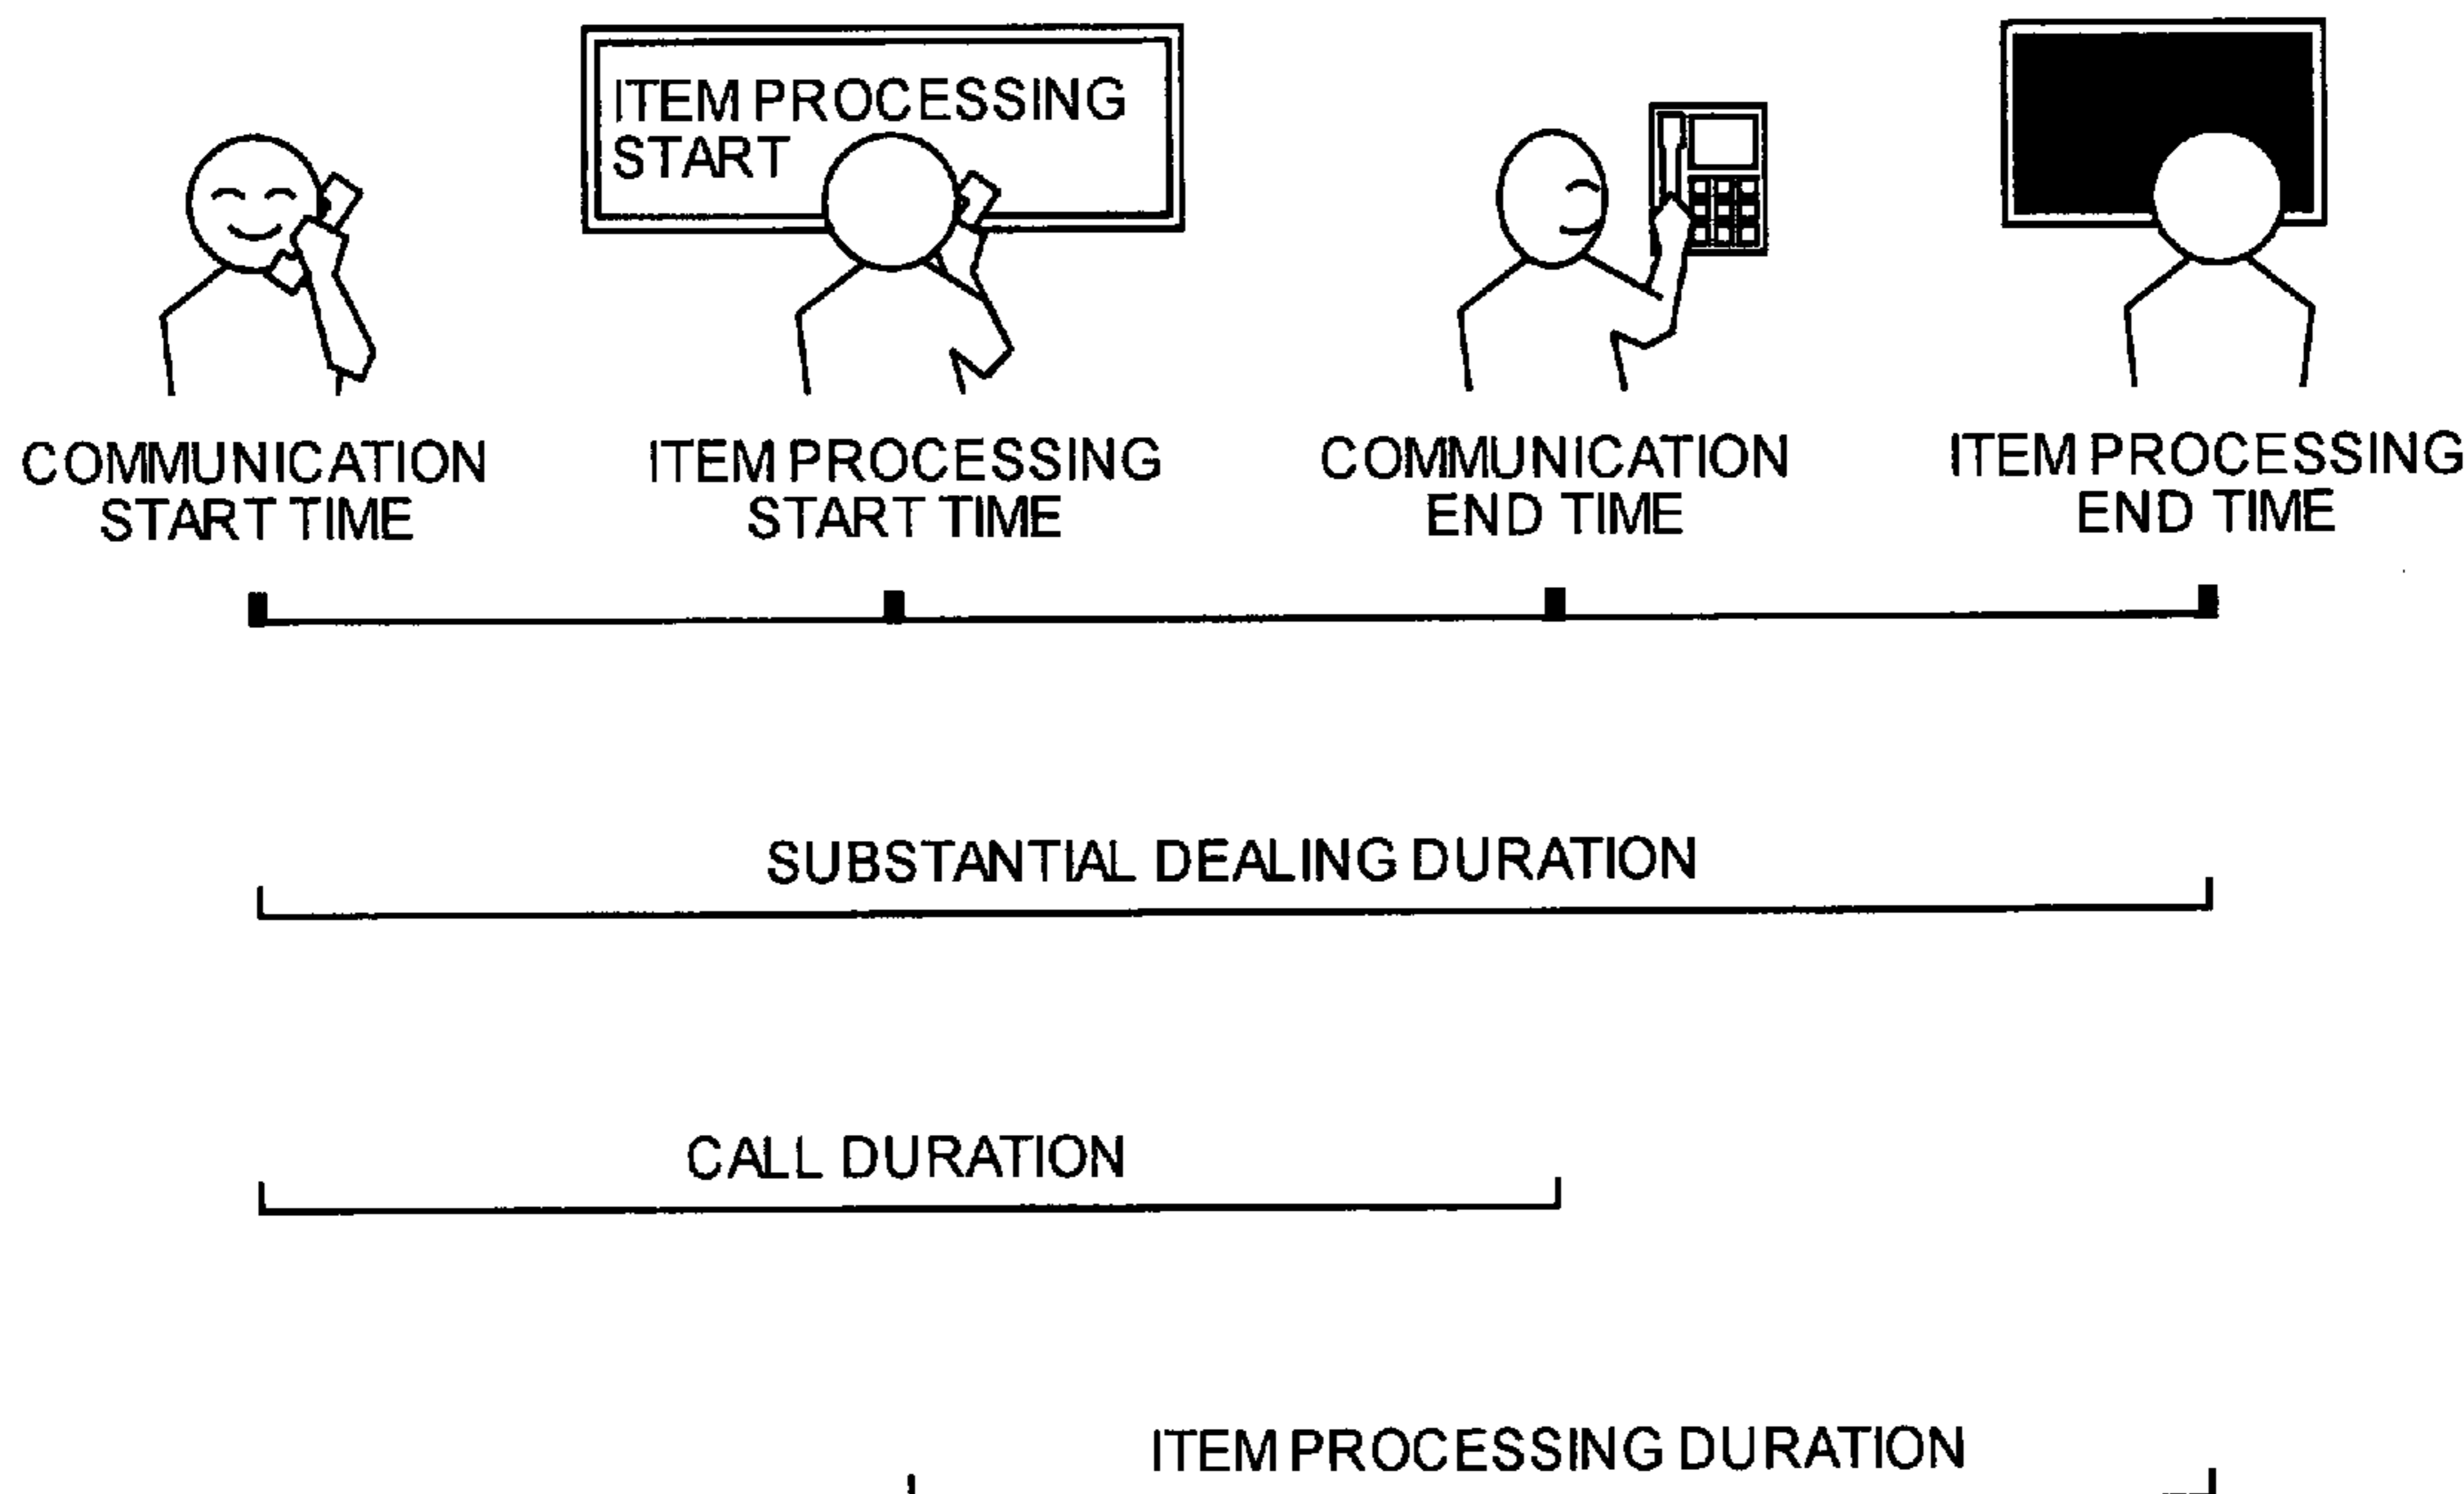 ITEM PROCESSING
START
COMMUNICATION
START TIME
ITEM PROCESSING
START TIME
COMMUNICATION
END TIME
ITEM PROCESSING
END TIME
SUBSTANTIAL DEALING DURATION
CALL DURATION
ITEM PROCESSING DURATION